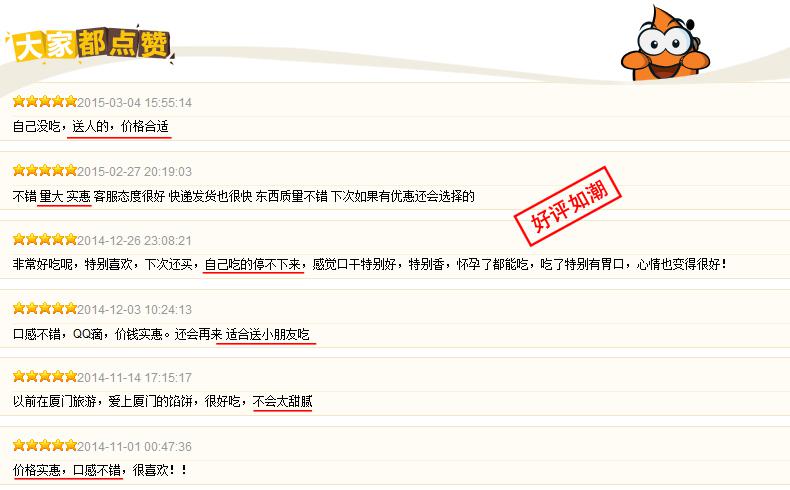 大家都点赞
2015-03-04 15:55:14
自己没吃，送人的，价格合适
2015-02-27 20:19:03
不错 量大 实惠 客服态度很好 快递发货也很快 东西质量不错 下次如果有优惠还会选择的
好评如潮
2014-12-26 23:08:21
非常好吃呢，特别喜欢，下次还买，自己吃的停不下来，感觉口干特别好，特别香，怀孕了都能吃，吃了特别有胃口，心情也变得很好！
2014-12-03 10:24:13
口感不错，QQ滴，价钱实惠。还会再来 适合送小朋友吃
2014-11-14 17:15:17
以前在厦门旅游，爱上厦门的馅饼，很好吃，不会太甜腻
2014-11-01 00:47:36
价格实惠，口感不错，很喜欢！！